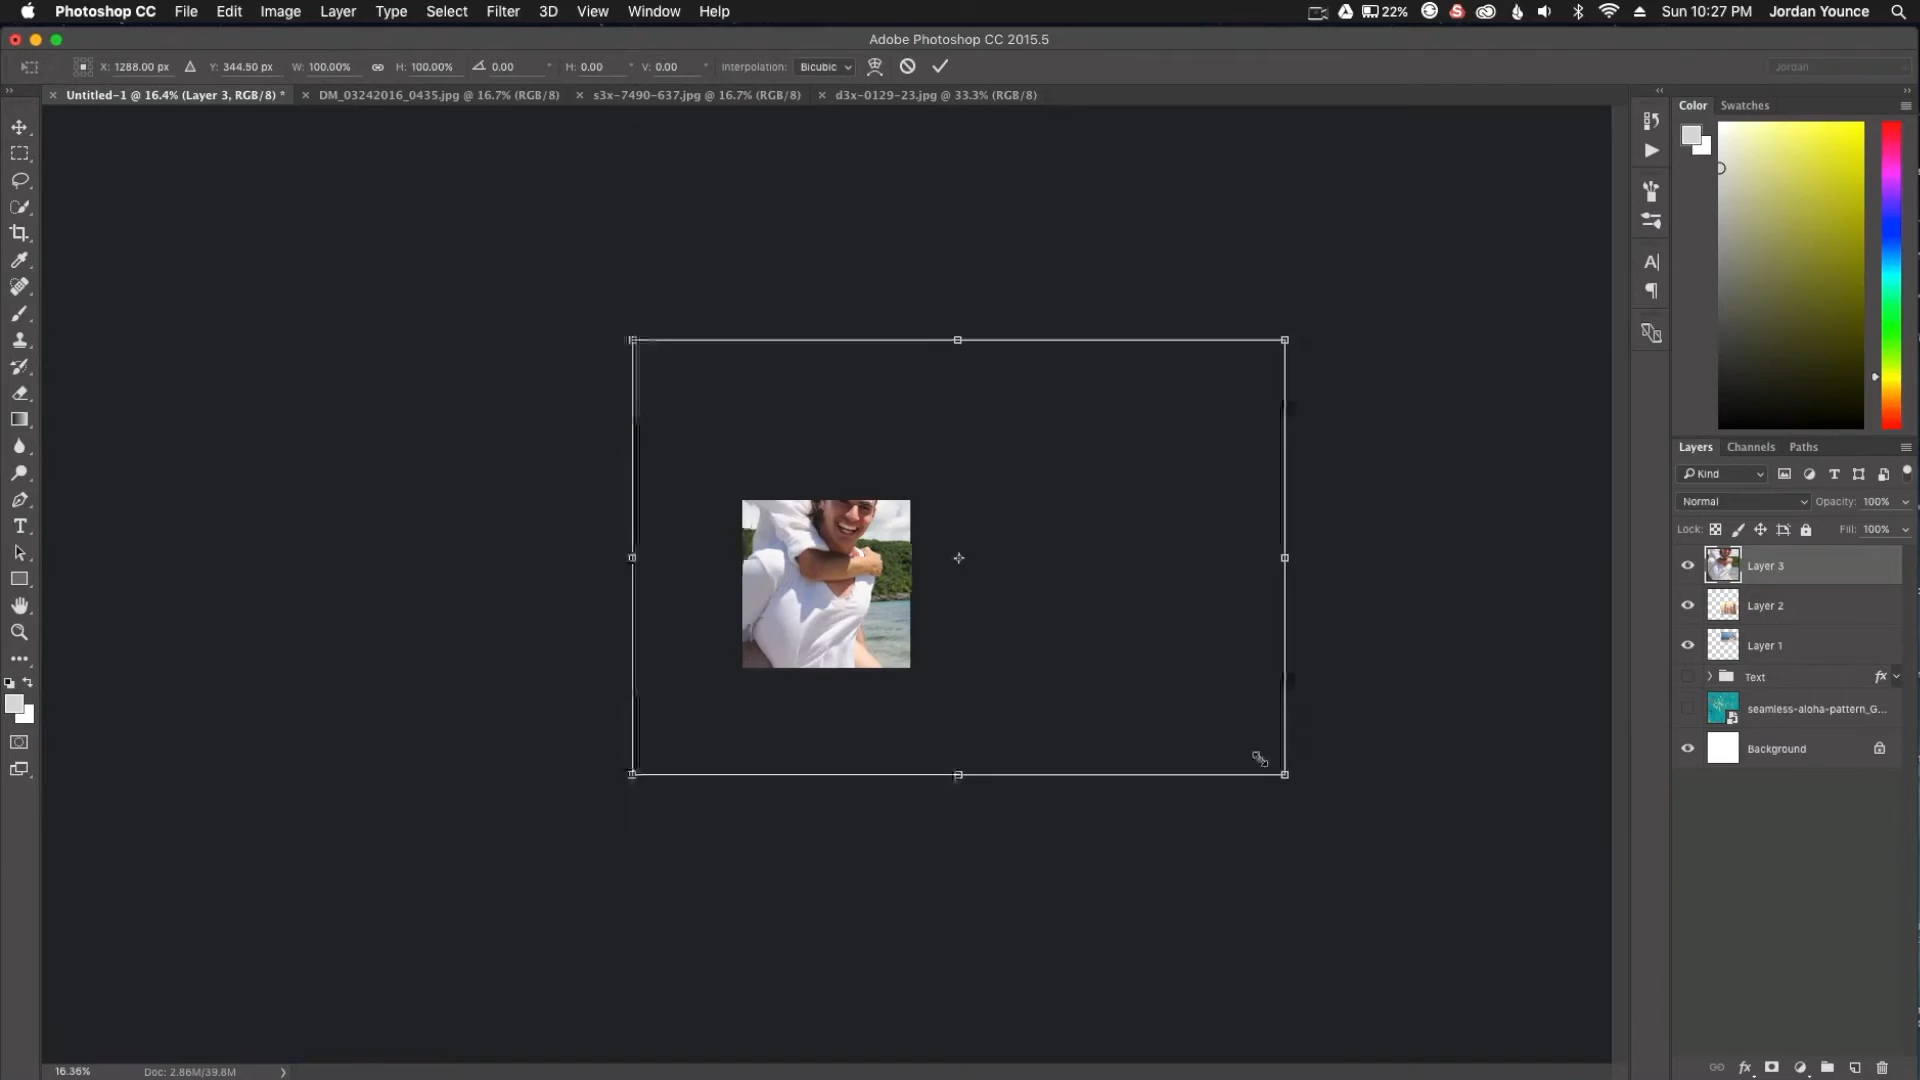 Photoshop CC File Edit Image Layer Type Select Filter 3D View Window Help 22% Sun 10:27 PM Jordan Younce
Adobe Photoshop CC 2015.5
X: 1288.00 px Y: 344.50 px W: 100.00% H: 100.00% 0.00 ° H: 0.00 ° V: 0.00 ° Interpolation: Bicubic Jordan
Untitled-1 @ 16.4% (Layer 3, RGB/8) * DM_03242016_0435.jpg @ 16.7% (RGB/8) s3x-7490-637.jpg @ 16.7% (RGB/8) d3x-0129-23.jpg @ 33.3% (RGB/8)
Color Swatches
Layers Channels Paths
Kind
Normal Opacity: 100%
Lock: Fill: 100%
Layer 3
Layer 2
Layer 1
Text fx
seamless-aloha-pattern_G...
Background
16.36% Doc: 2.86M/39.8M
fx